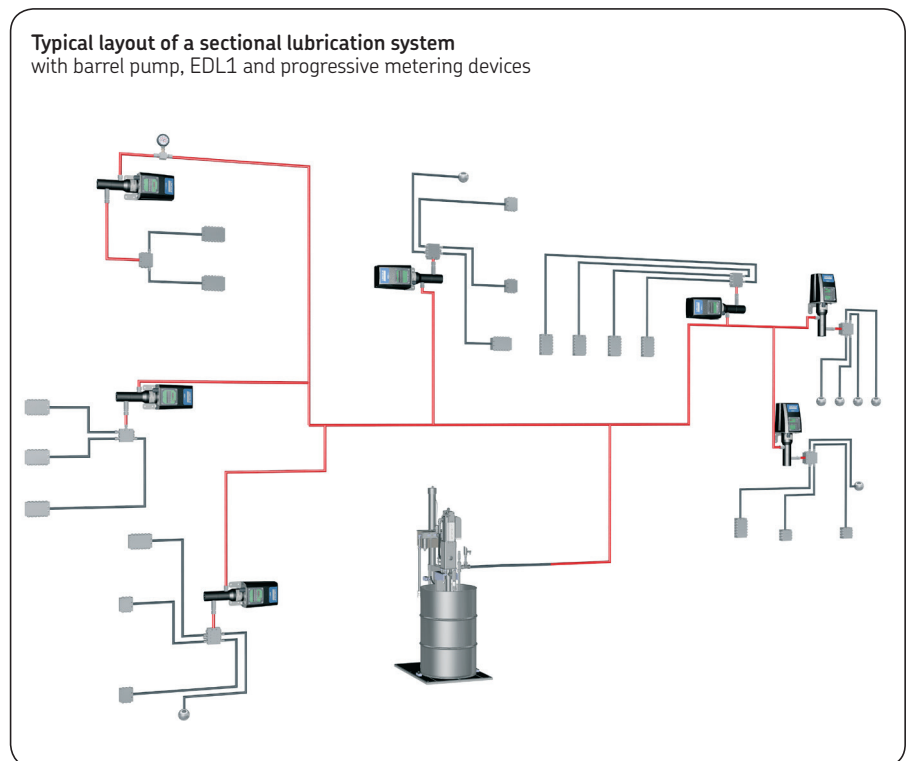 Typical layout of a sectional lubrication system
with barrel pump, EDL1 and progressive metering devices